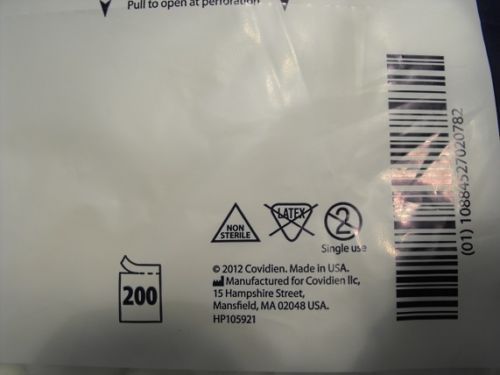 Pull to open at perforation
NON
STERILE
LATEX
2
Single use
200
© 2012 Covidien. Made in USA.
Manufactured for Covidien llc,
15 Hampshire Street,
Mansfield, MA 02048 USA.
HP105921
(01) 10884527020782